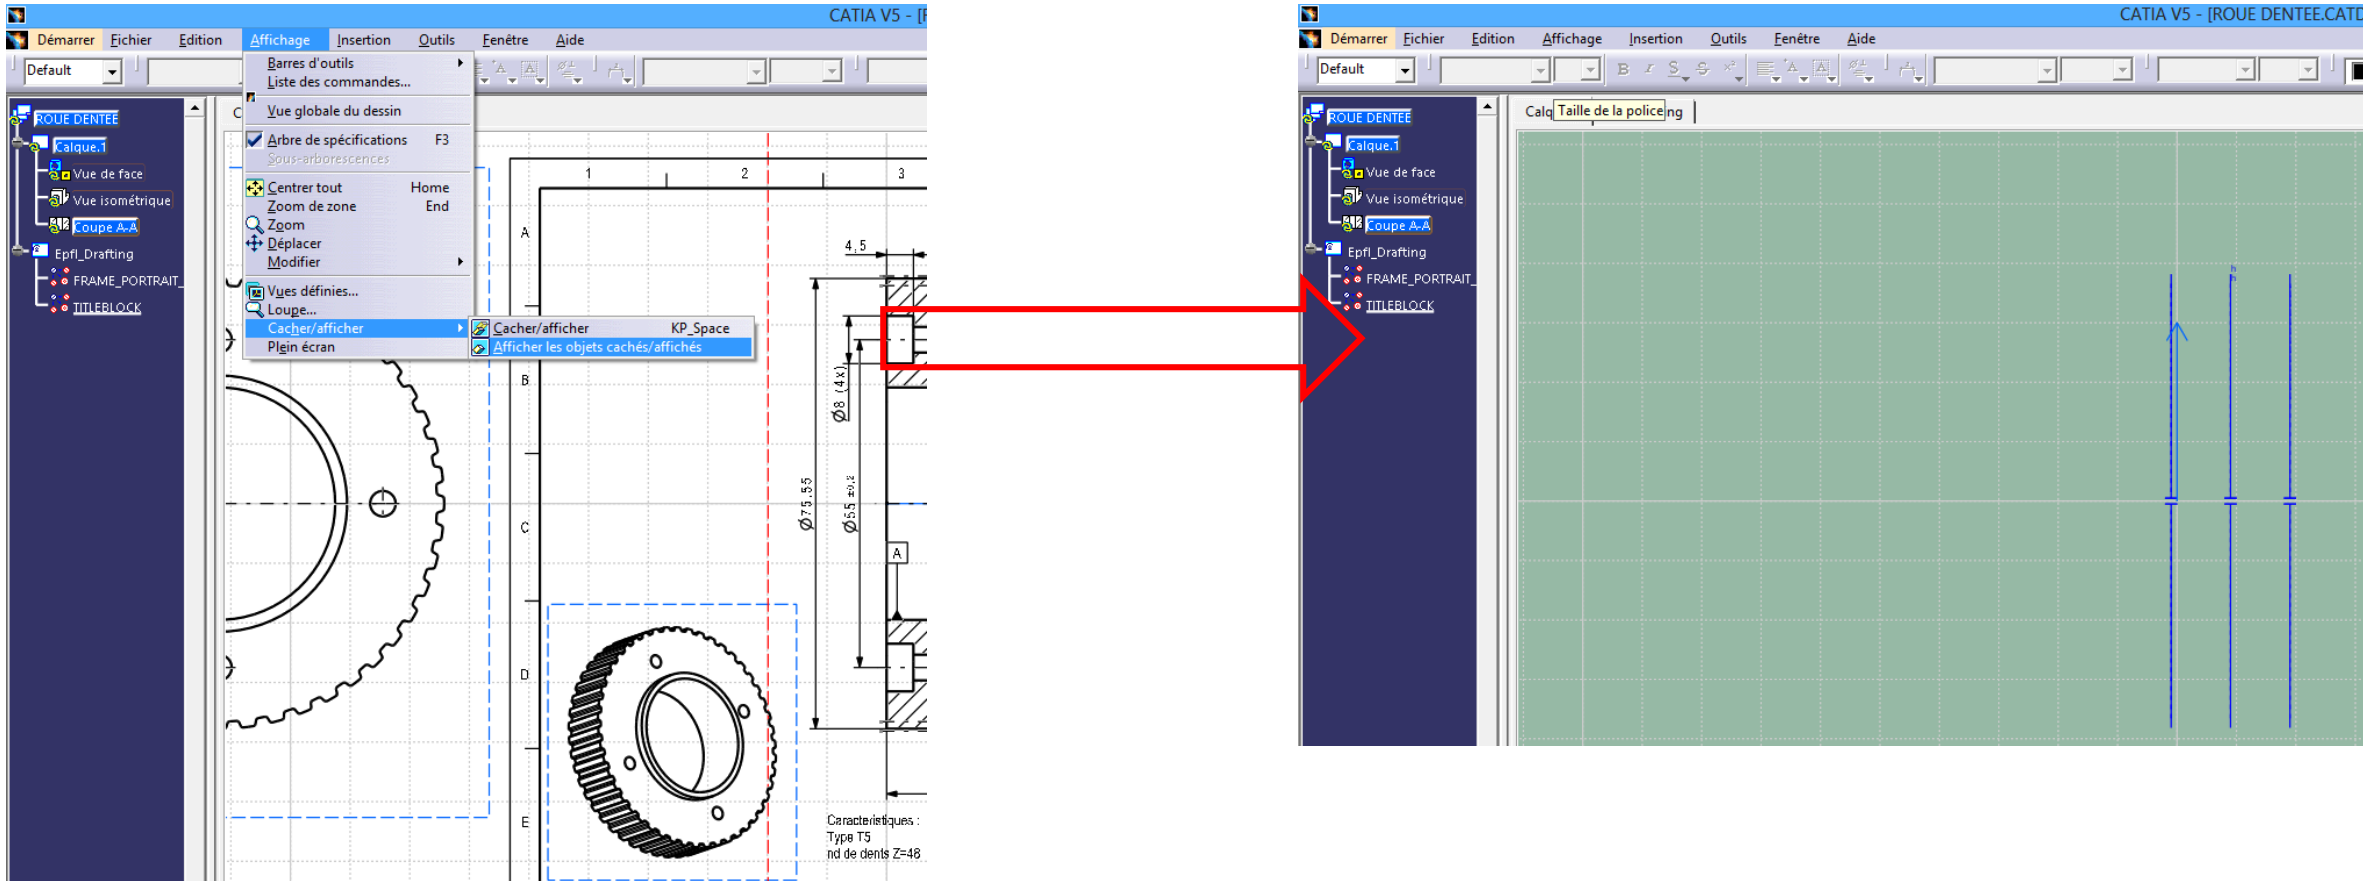 CATIA V5 - [
Démarrer Fichier Edition Affichage Insertion Outils Fenêtre Aide
Default
Barres d'outils
Liste des commandes...
Vue globale du dessin
Arbre de spécifications F3
Sous-arborescences
Centrer tout Home
Zoom de zone End
Zoom
Déplacer
Modifier
Vues définies...
Loupe...
Cacher/afficher
Plein écran
Cacher/afficher KP_Space
Afficher les objets cachés/affichés
ROUE DENTEE
Calque.1
Vue de face
Vue isométrique
Coupe A-A
Epfl_Drafting
FRAME_PORTRAIT_
TITLEBLOCK
C
1 2 3
A
B
C
D
E
4,5
Ø8 (4x)
Ø75.55
Ø55 ±0,2
A
Caracteristiques :
Type T5
nd de dents Z=48
CATIA V5 - [ROUE DENTEE.CATD
Démarrer Fichier Edition Affichage Insertion Outils Fenêtre Aide
Default
B I S S
Calq Taille de la police ng
ROUE DENTEE
Calque.1
Vue de face
Vue isométrique
Coupe A-A
Epfl_Drafting
FRAME_PORTRAIT_
TITLEBLOCK
h
h